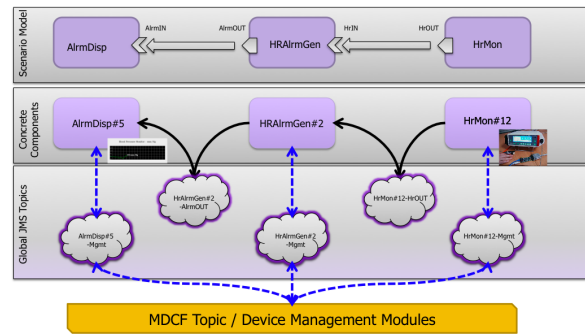 Scenario Model
AlrmIN
AlrmOUT
HrIN
HrOUT
AlrmDisp
HRAlrmGen
HrMon
Concrete
Components
AlrmDisp#5
HRAlrmGen#2
HrMon#12
Global JMS Topics
HrAlrmGen#2
-AlrmOUT
HrMon#12-HrOUT
AlrmDisp#5
-Mgmt
HrAlarmGen#2
-Mgmt
HrMon#12-Mgmt
MDCF Topic / Device Management Modules